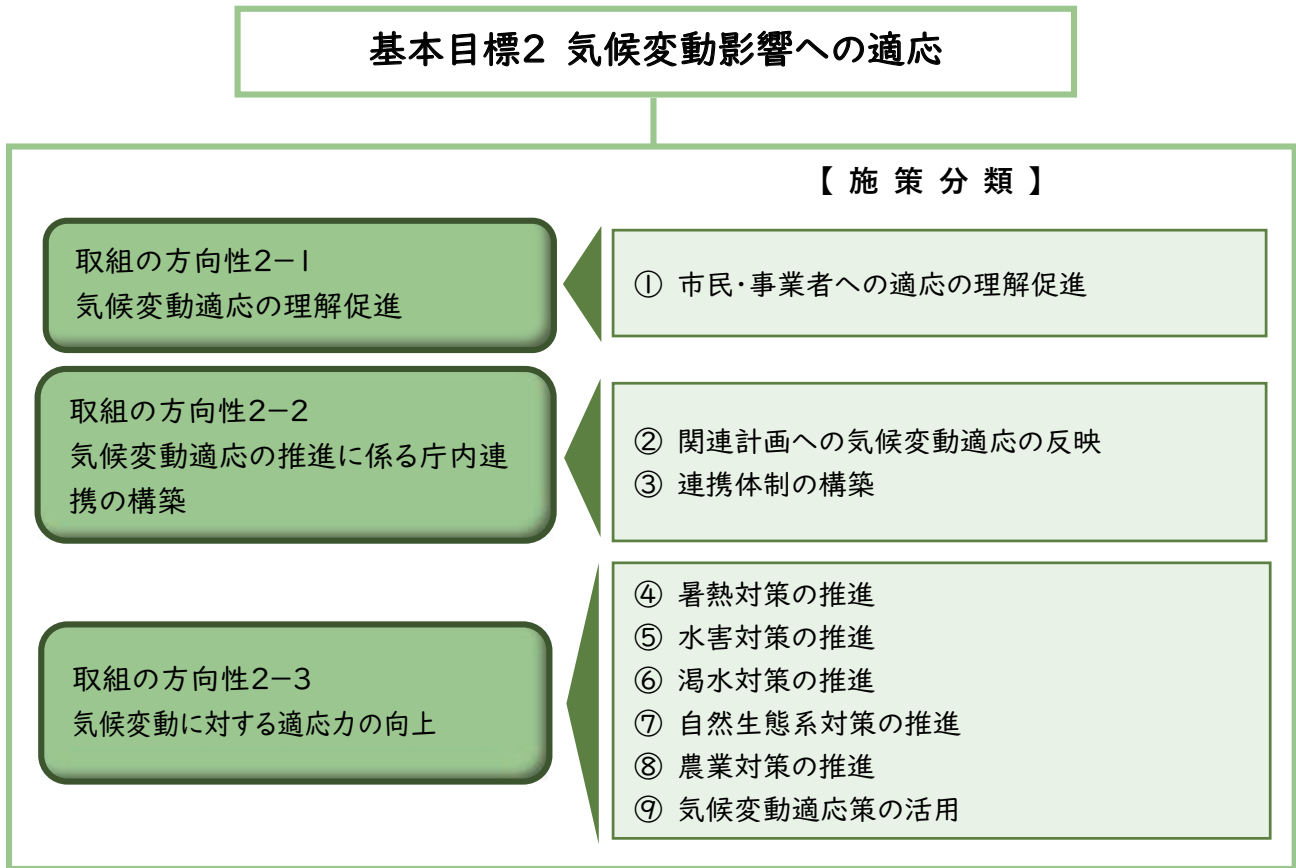 基本目標2 気候変動影響への適応
【 施 策 分 類 】
取組の方向性2-1
気候変動適応の理解促進
① 市民・事業者への適応の理解促進
取組の方向性2-2
気候変動適応の推進に係る庁内連
携の構築
② 関連計画への気候変動適応の反映
③ 連携体制の構築
取組の方向性2-3
気候変動に対する適応力の向上
④ 暑熱対策の推進
⑤ 水害対策の推進
⑥ 渇水対策の推進
⑦ 自然生態系対策の推進
⑧ 農業対策の推進
⑨ 気候変動適応策の活用